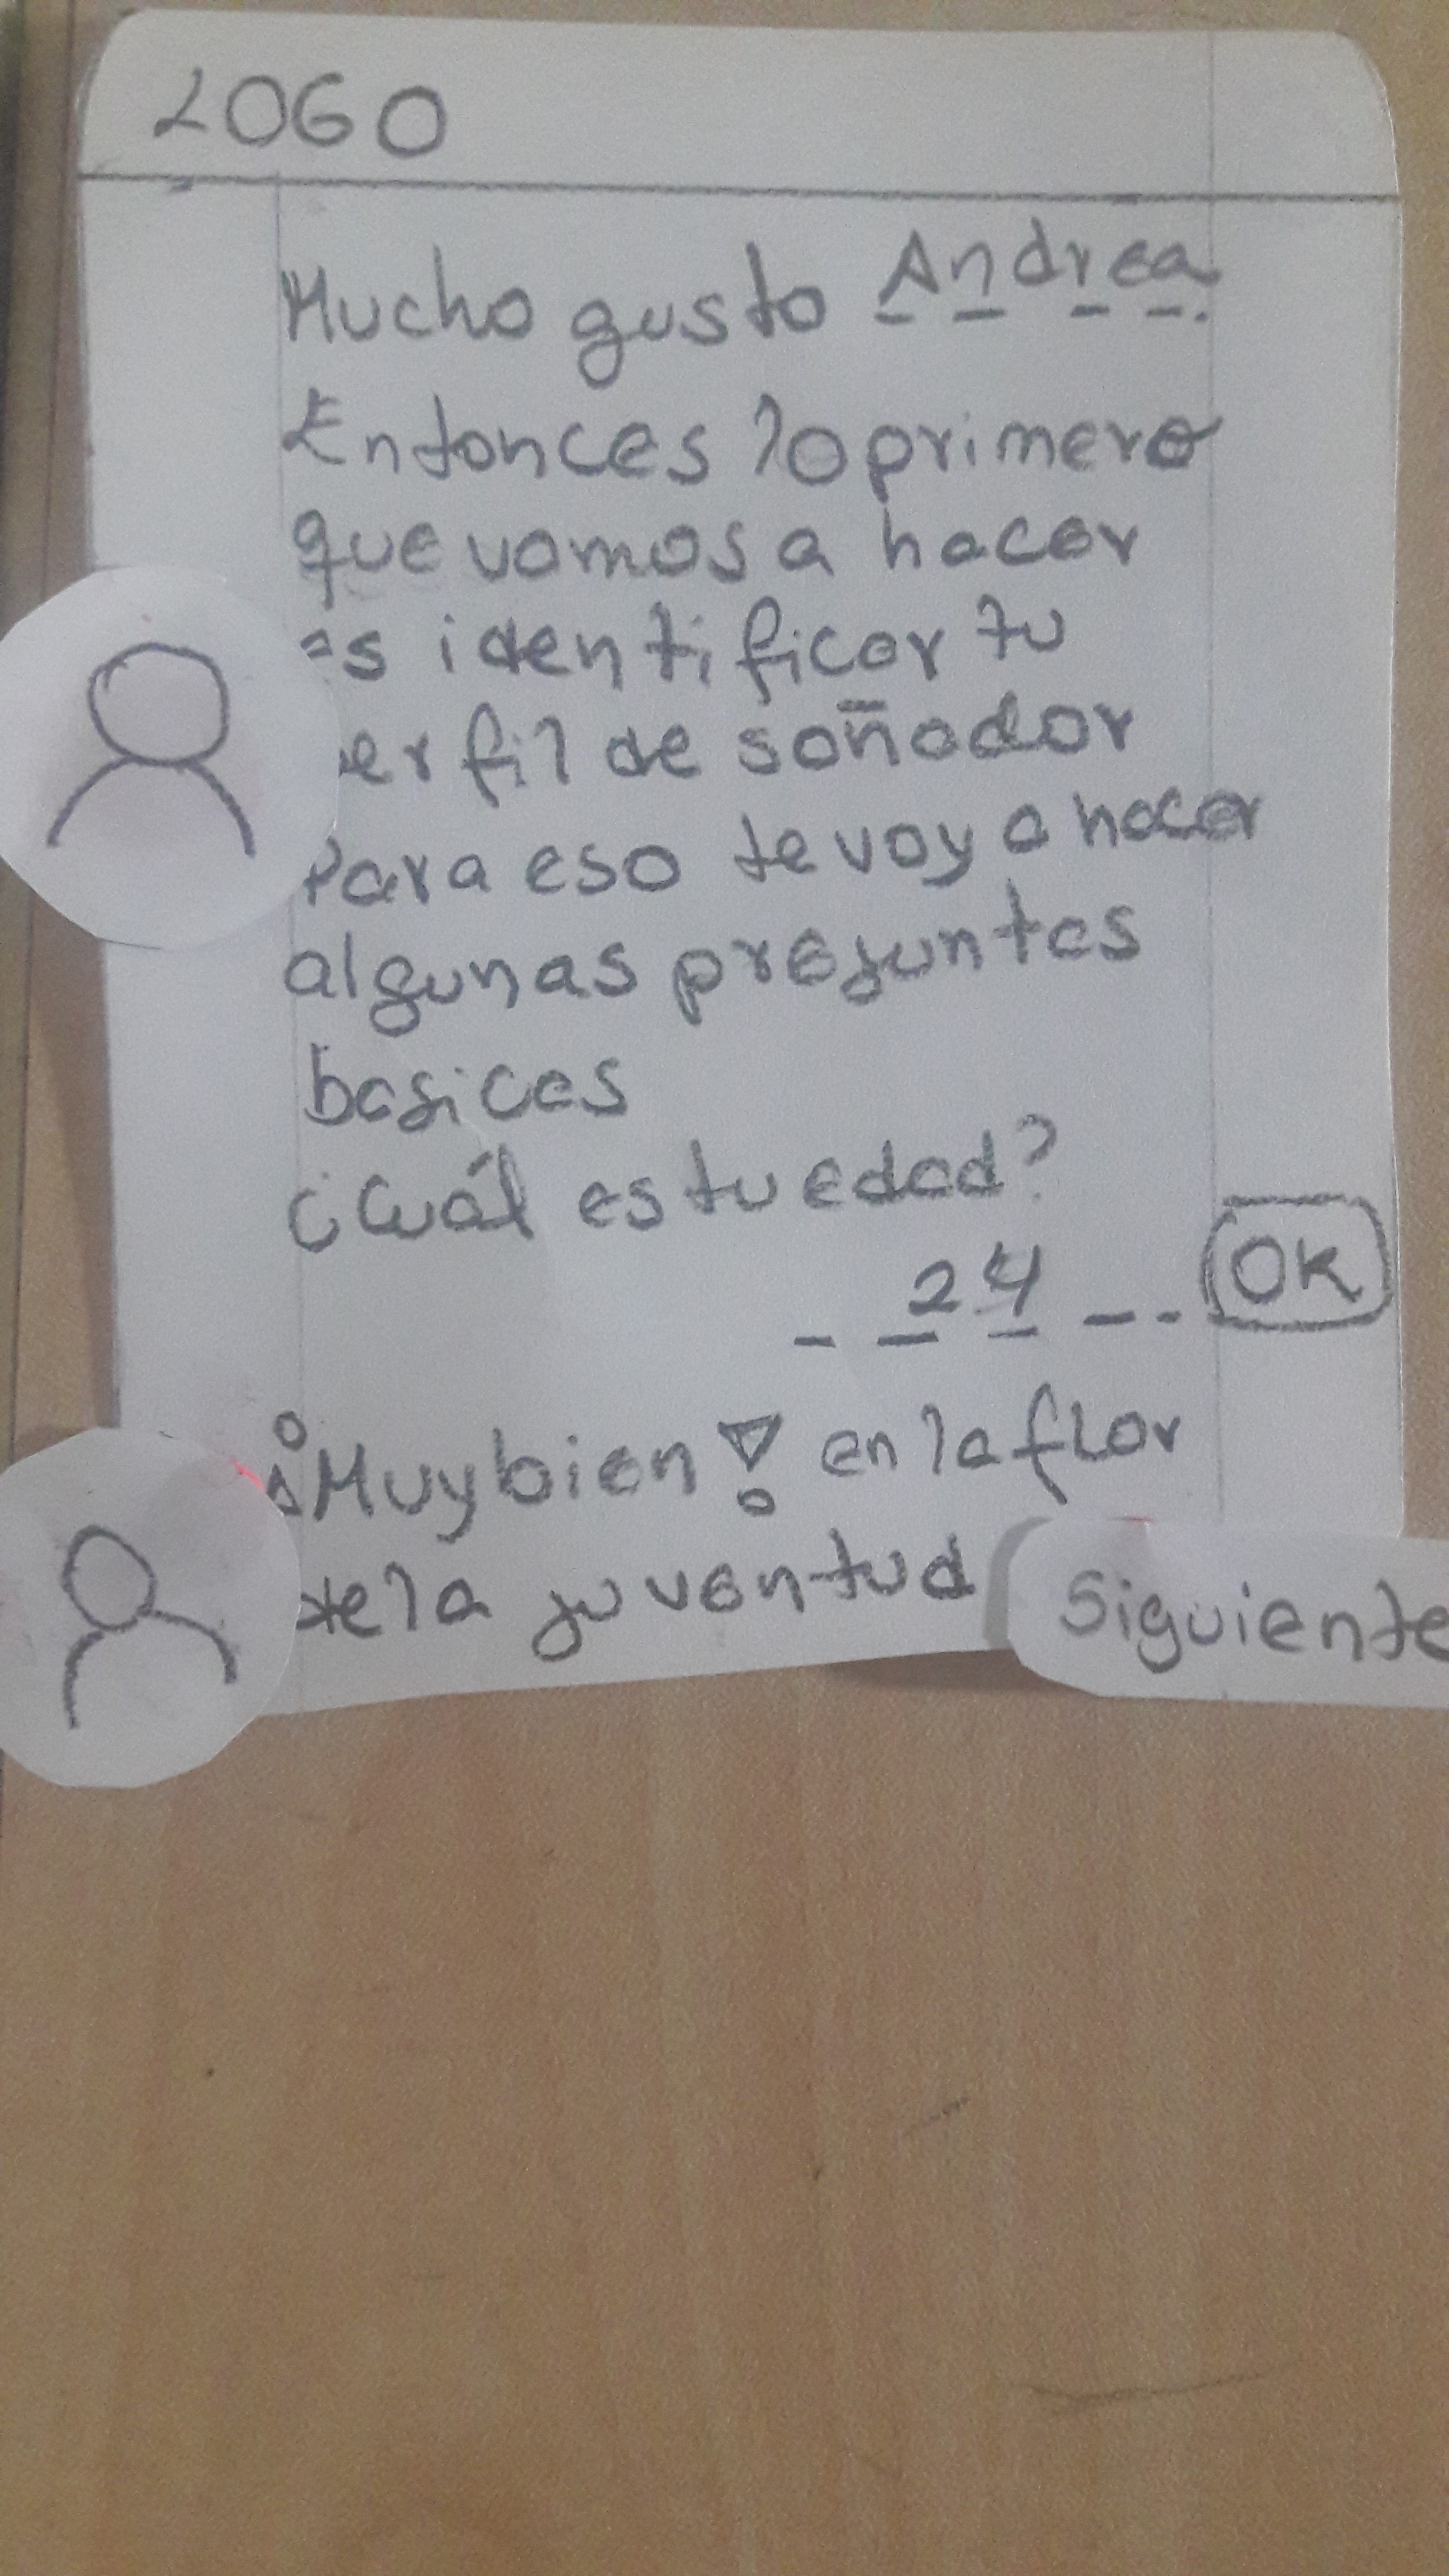 LOGO
Mucho gusto Andrea
Entonces lo primero
que vamos a hacer
es identificar tu
erfil de soñador
Para eso te voy a hacer
algunas preguntas
basicas
¿Cuál es tu edad?
24 OK
¡Muy bien! en la flor
de la juventud Siguiente